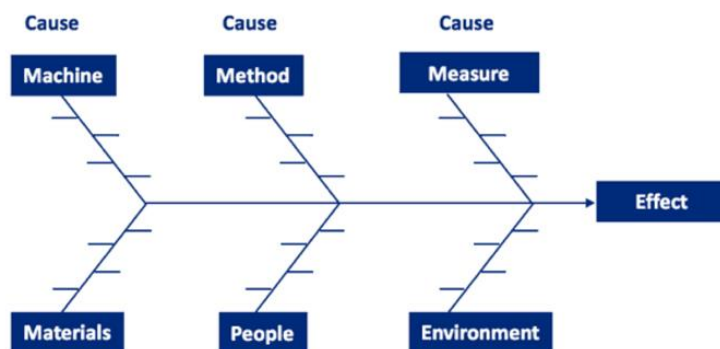 Cause
Cause
Cause
Machine
Method
Measure
Effect
Materials
People
Environment